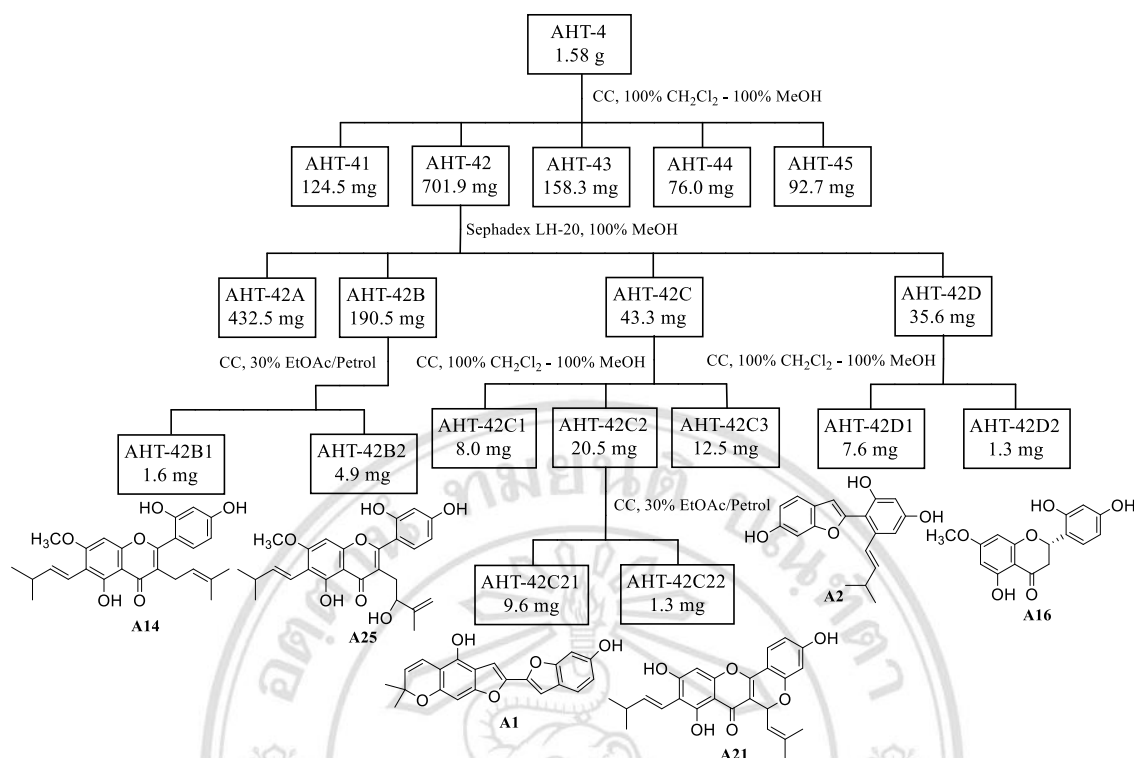 AHT-4
1.58 g
CC, 100% CH₂Cl₂ - 100% MeOH
AHT-41
124.5 mg
AHT-42
701.9 mg
AHT-43
158.3 mg
AHT-44
76.0 mg
AHT-45
92.7 mg
Sephadex LH-20, 100% MeOH
AHT-42A
432.5 mg
AHT-42B
190.5 mg
AHT-42C
43.3 mg
AHT-42D
35.6 mg
CC, 30% EtOAc/Petrol
CC, 100% CH₂Cl₂ - 100% MeOH
CC, 100% CH₂Cl₂ - 100% MeOH
AHT-42B1
1.6 mg
AHT-42B2
4.9 mg
AHT-42C1
8.0 mg
AHT-42C2
20.5 mg
AHT-42C3
12.5 mg
AHT-42D1
7.6 mg
AHT-42D2
1.3 mg
CC, 30% EtOAc/Petrol
HO
OH
H₃CO
O
OH
O
A14
HO
OH
H₃CO
O
OH
O
HO
A25
AHT-42C21
9.6 mg
AHT-42C22
1.3 mg
HO
OH
HO
O
A2
HO
OH
H₃CO
O
OH
O
A16
OH
OH
O
O
O
A1
OH
HO
O
O
OH
O
A21